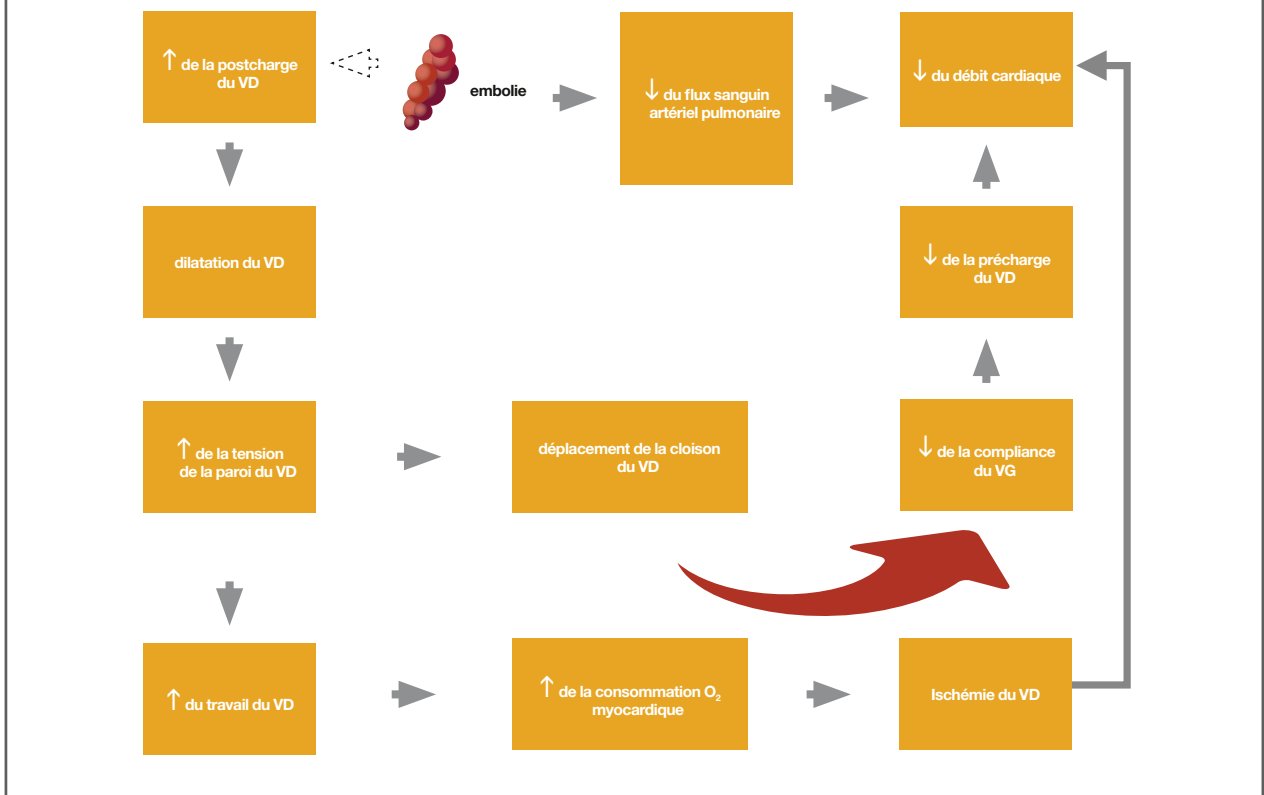 ↑ de la postcharge
du VD
embolie
↓ du flux sanguin
artériel pulmonaire
↓ du débit cardiaque
dilatation du VD
↓ de la précharge
du VD
↑ de la tension
de la paroi du VD
déplacement de la cloison
du VD
↓ de la compliance
du VG
↑ du travail du VD
↑ de la consommation O₂
myocardique
Ischémie du VD